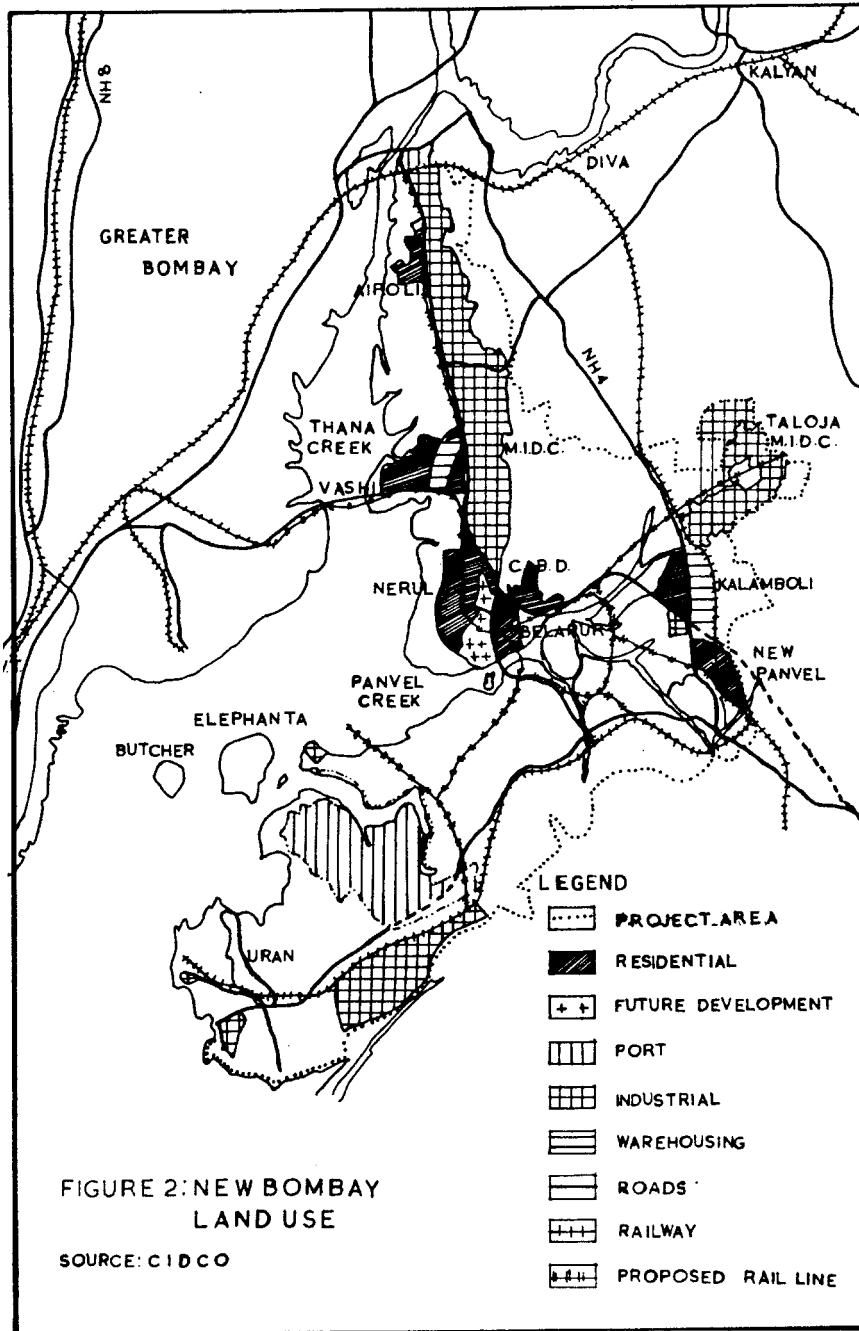 NH 8
KALYAN
DIVA
GREATER
BOMBAY
AIROLI
NH4
THANA
CREEK
M.I.D.C.
TALOJA
M.I.D.C.
VASHI
C.B.D.
NERUL
KALAMBOLI
BELAPUR
NEW
PANVEL
PANVEL
CREEK
ELEPHANTA
BUTCHER
URAN
LEGEND
PROJECT AREA
RESIDENTIAL
FUTURE DEVELOPMENT
PORT
INDUSTRIAL
WAREHOUSING
ROADS
RAILWAY
PROPOSED RAIL LINE
FIGURE 2: NEW BOMBAY
LAND USE
SOURCE: CIDCO